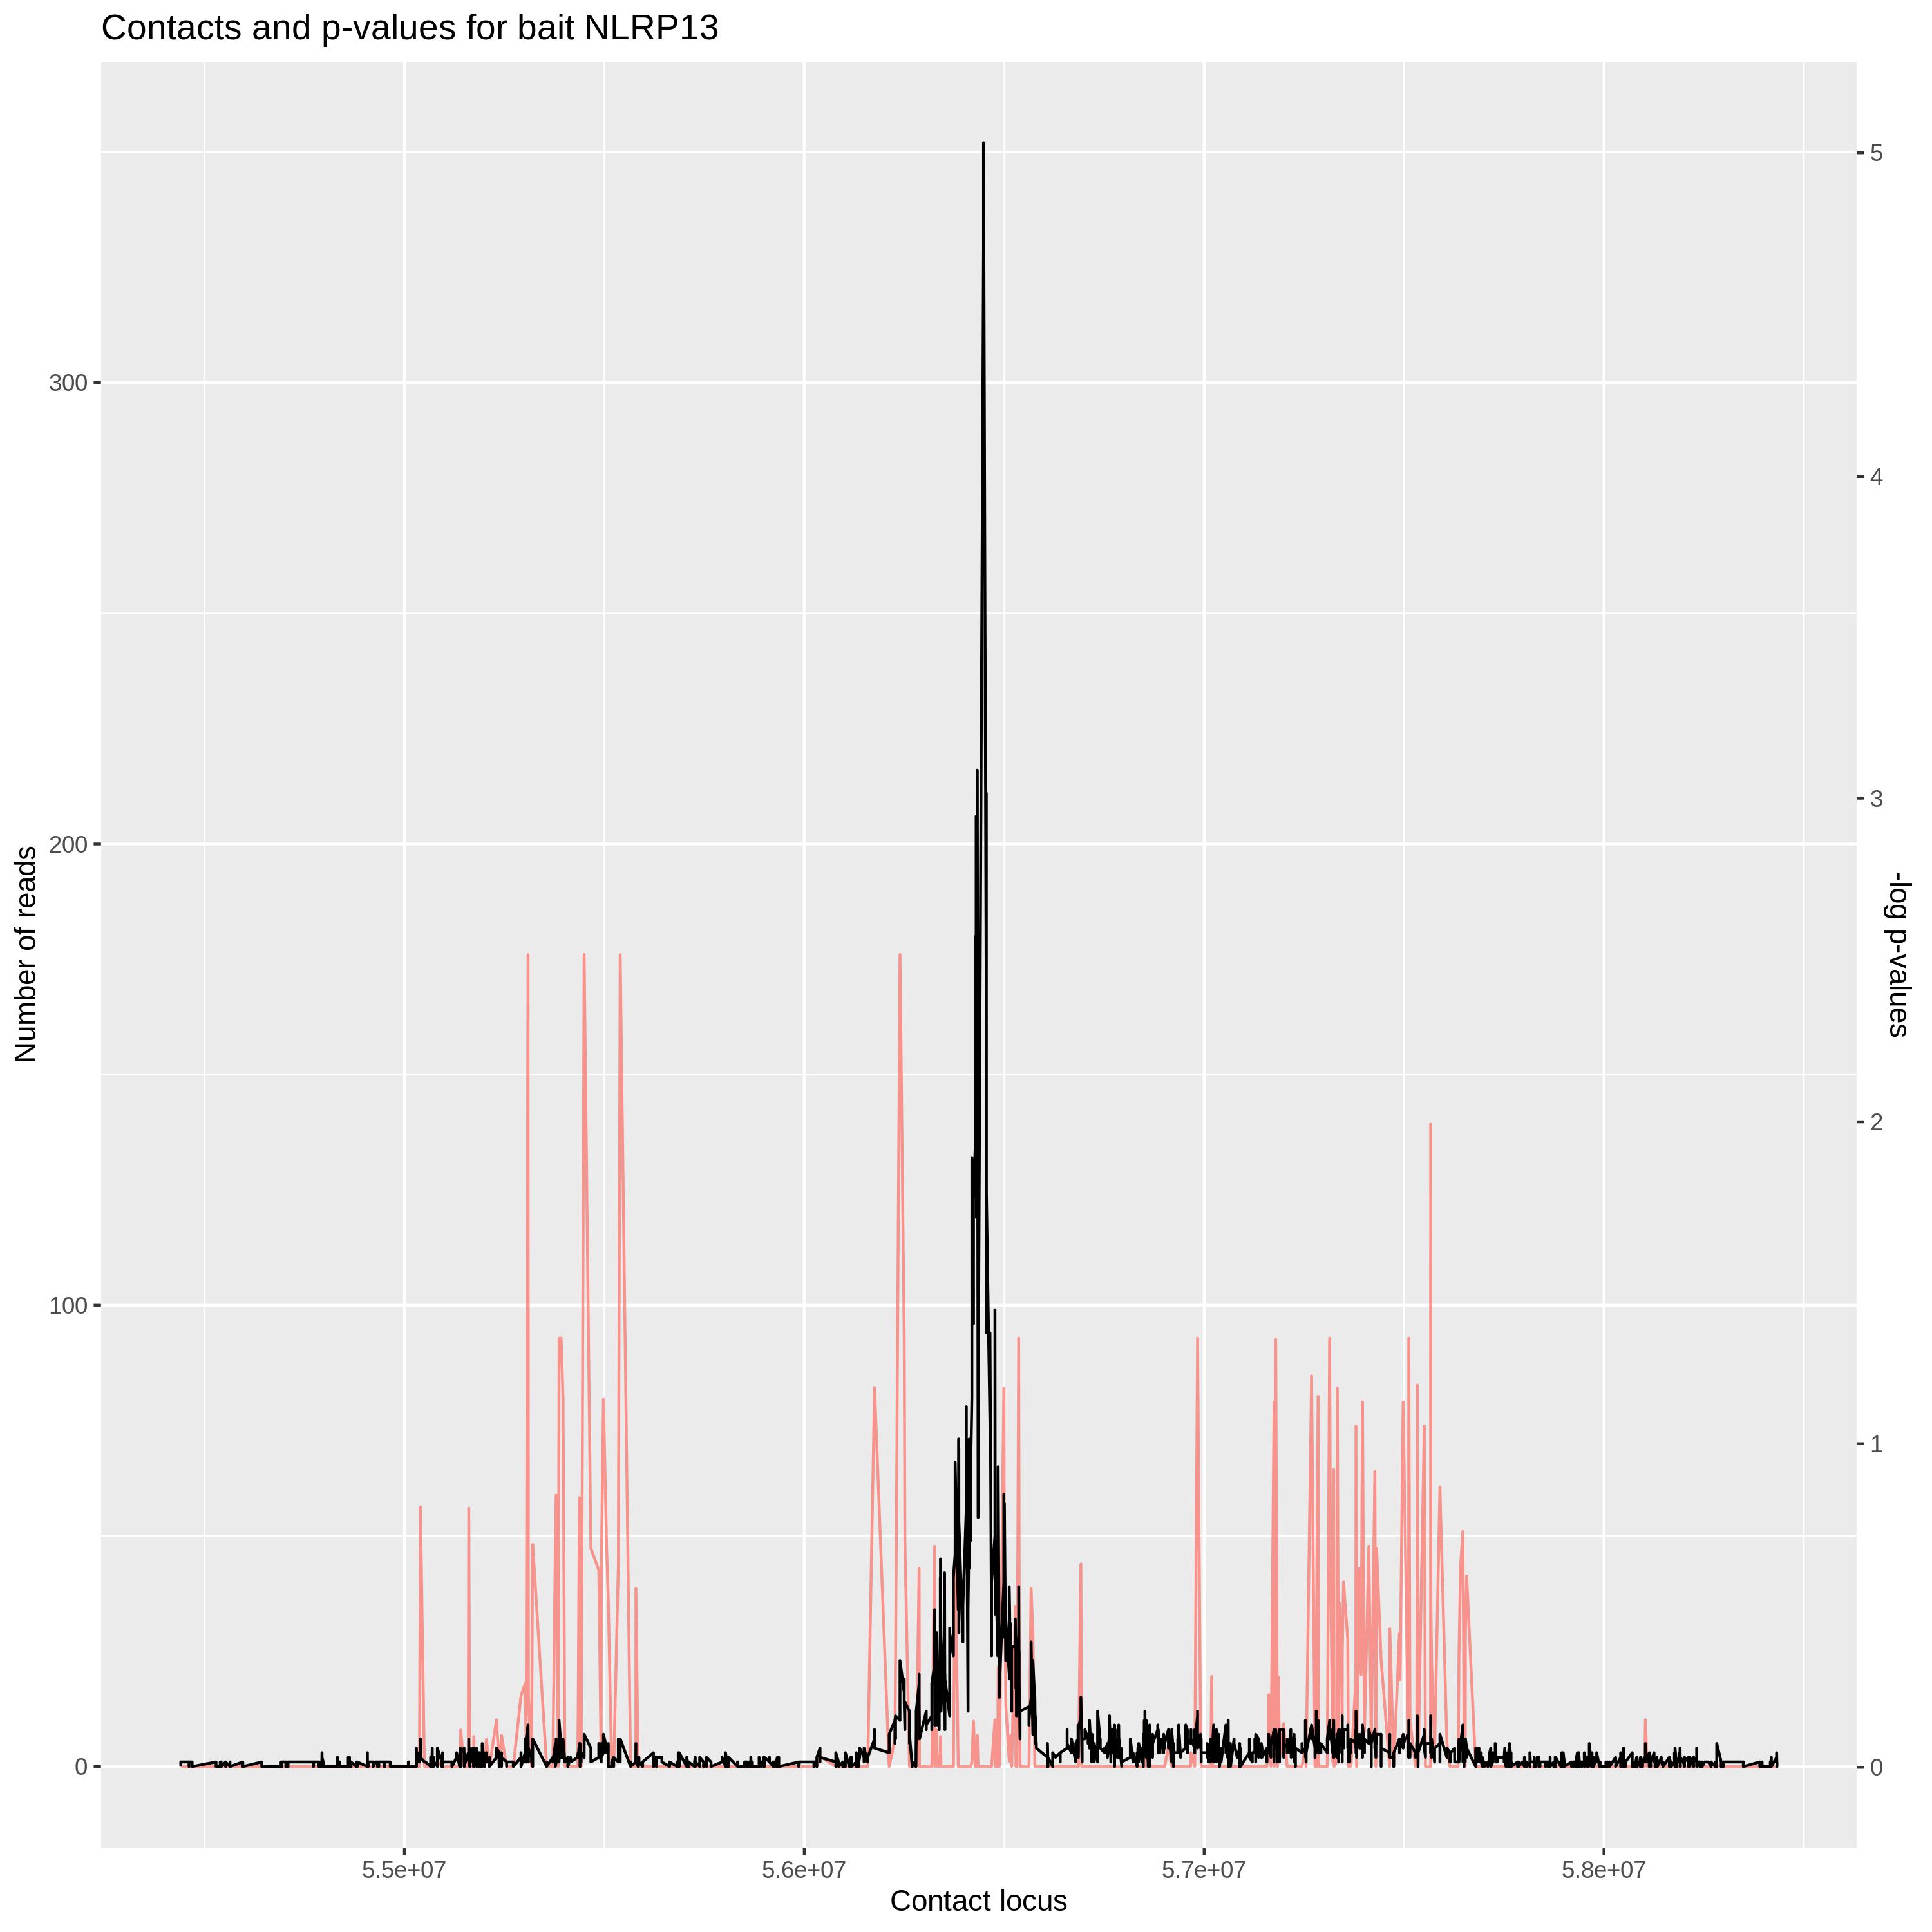 Contacts and p-values for bait NLRP13
300
200
100
0
Number of reads
5
4
3
2
1
0
-log p-values
5.5e+07 5.6e+07 5.7e+07 5.8e+07
Contact locus